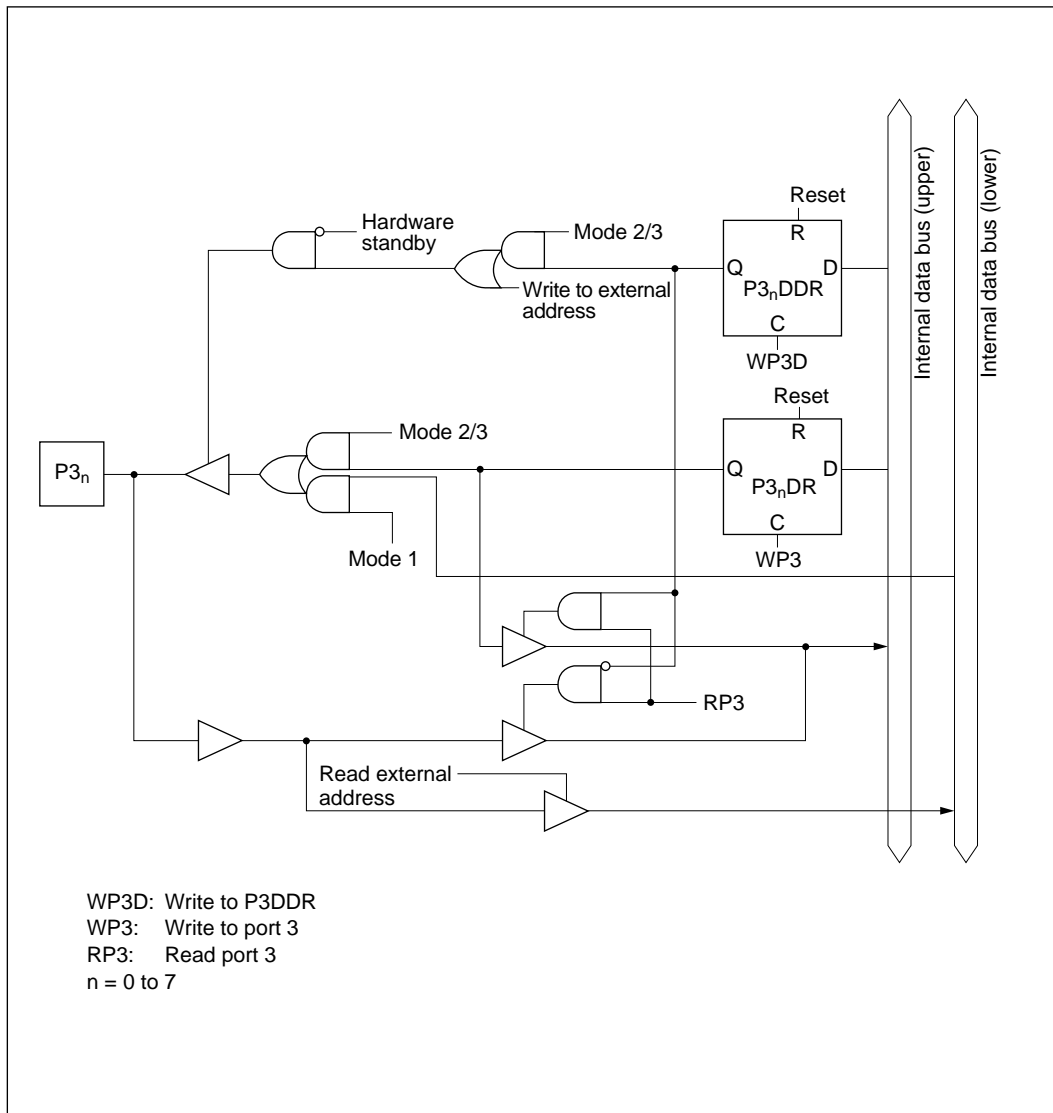 Reset
Hardware
standby
Mode 2/3
R
Q
D
P3nDDR
Write to external
address
C
WP3D
Internal data bus (upper)
Internal data bus (lower)
Reset
Mode 2/3
R
P3n
Q
D
P3nDR
C
Mode 1
WP3
RP3
Read external
address
WP3D: Write to P3DDR
WP3: Write to port 3
RP3: Read port 3
n = 0 to 7